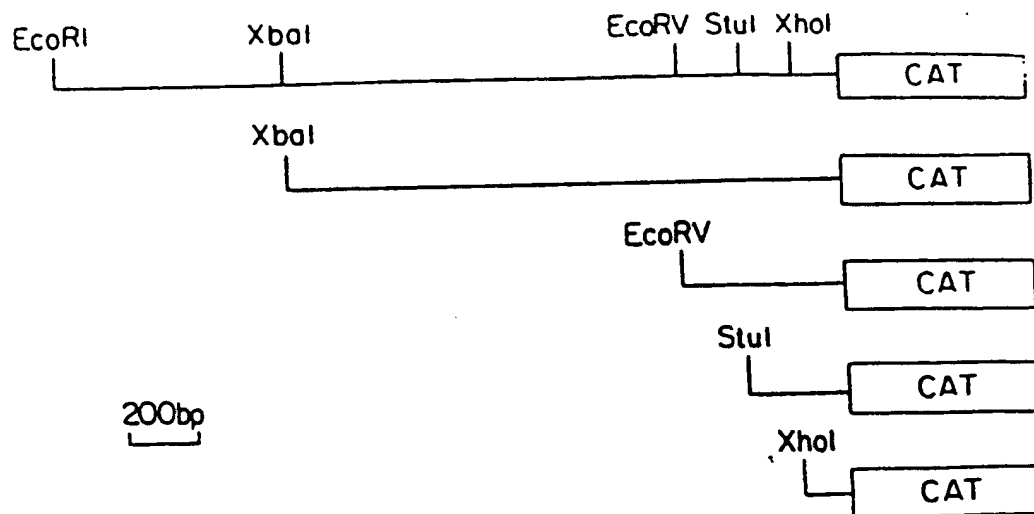 EcoRI XbaI EcoRV StuI XhoI
CAT
XbaI
CAT
EcoRV
CAT
StuI
CAT
200bp
XhoI
CAT